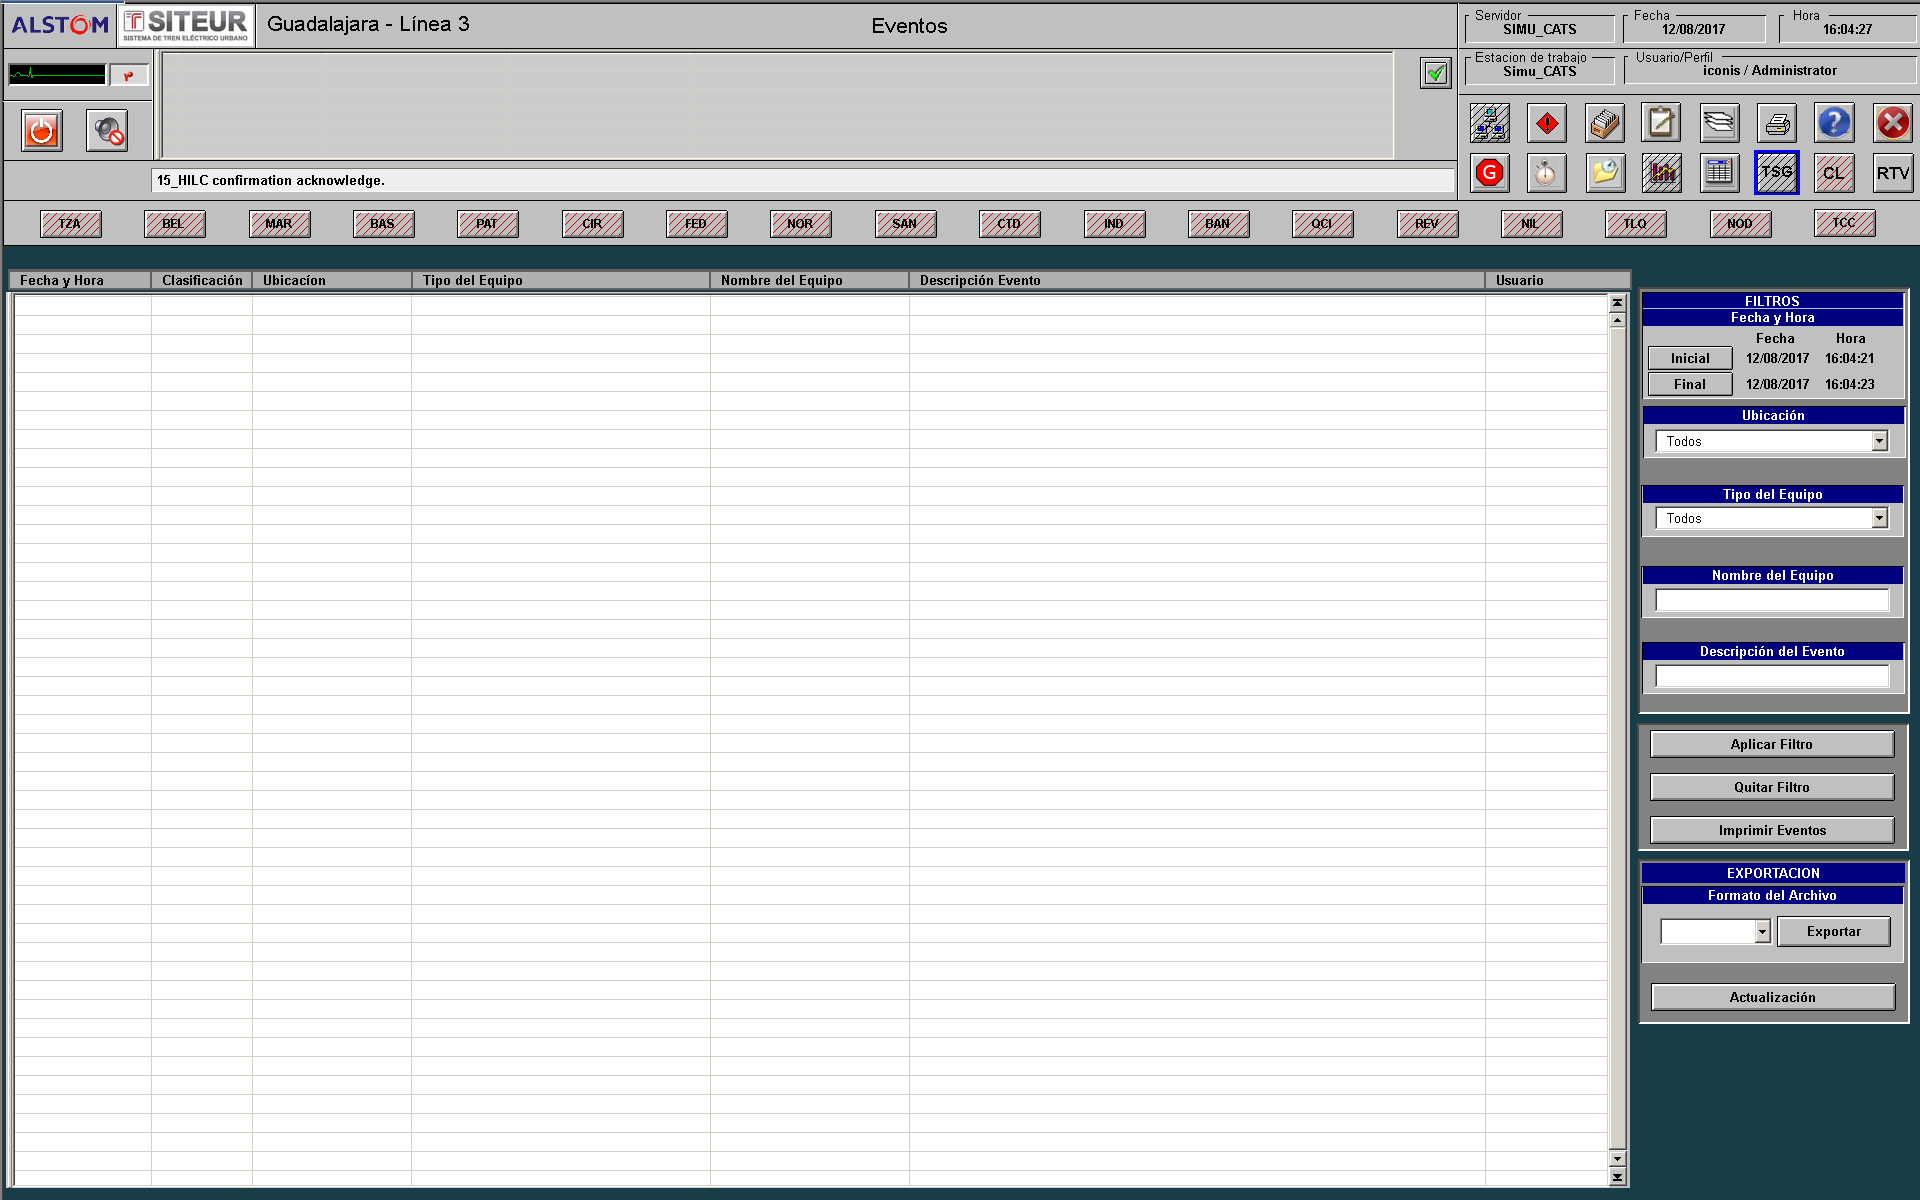 ALSTOM
SITEUR
SISTEMA DE TREN ELÉCTRICO URBANO
Guadalajara - Línea 3
Eventos
Servidor
SIMU_CATS
Fecha
12/08/2017
Hora
16:04:27
Estacion de trabajo
Simu_CATS
Usuario/Perfil
iconis / Administrator
G
TSG
CL
RTV
15_HILC confirmation acknowledge.
TZA BEL MAR BAS PAT CIR FED NOR SAN CTD IND BAN QCI REV NIL TLQ NOD TCC
Fecha y Hora Clasificación Ubicacíon Tipo del Equipo Nombre del Equipo Descripción Evento Usuario
FILTROS
Fecha y Hora
Fecha Hora
Inicial 12/08/2017 16:04:21
Final 12/08/2017 16:04:23
Ubicación
Todos
Tipo del Equipo
Todos
Nombre del Equipo
Descripción del Evento
Aplicar Filtro
Quitar Filtro
Imprimir Eventos
EXPORTACION
Formato del Archivo
Exportar
Actualización